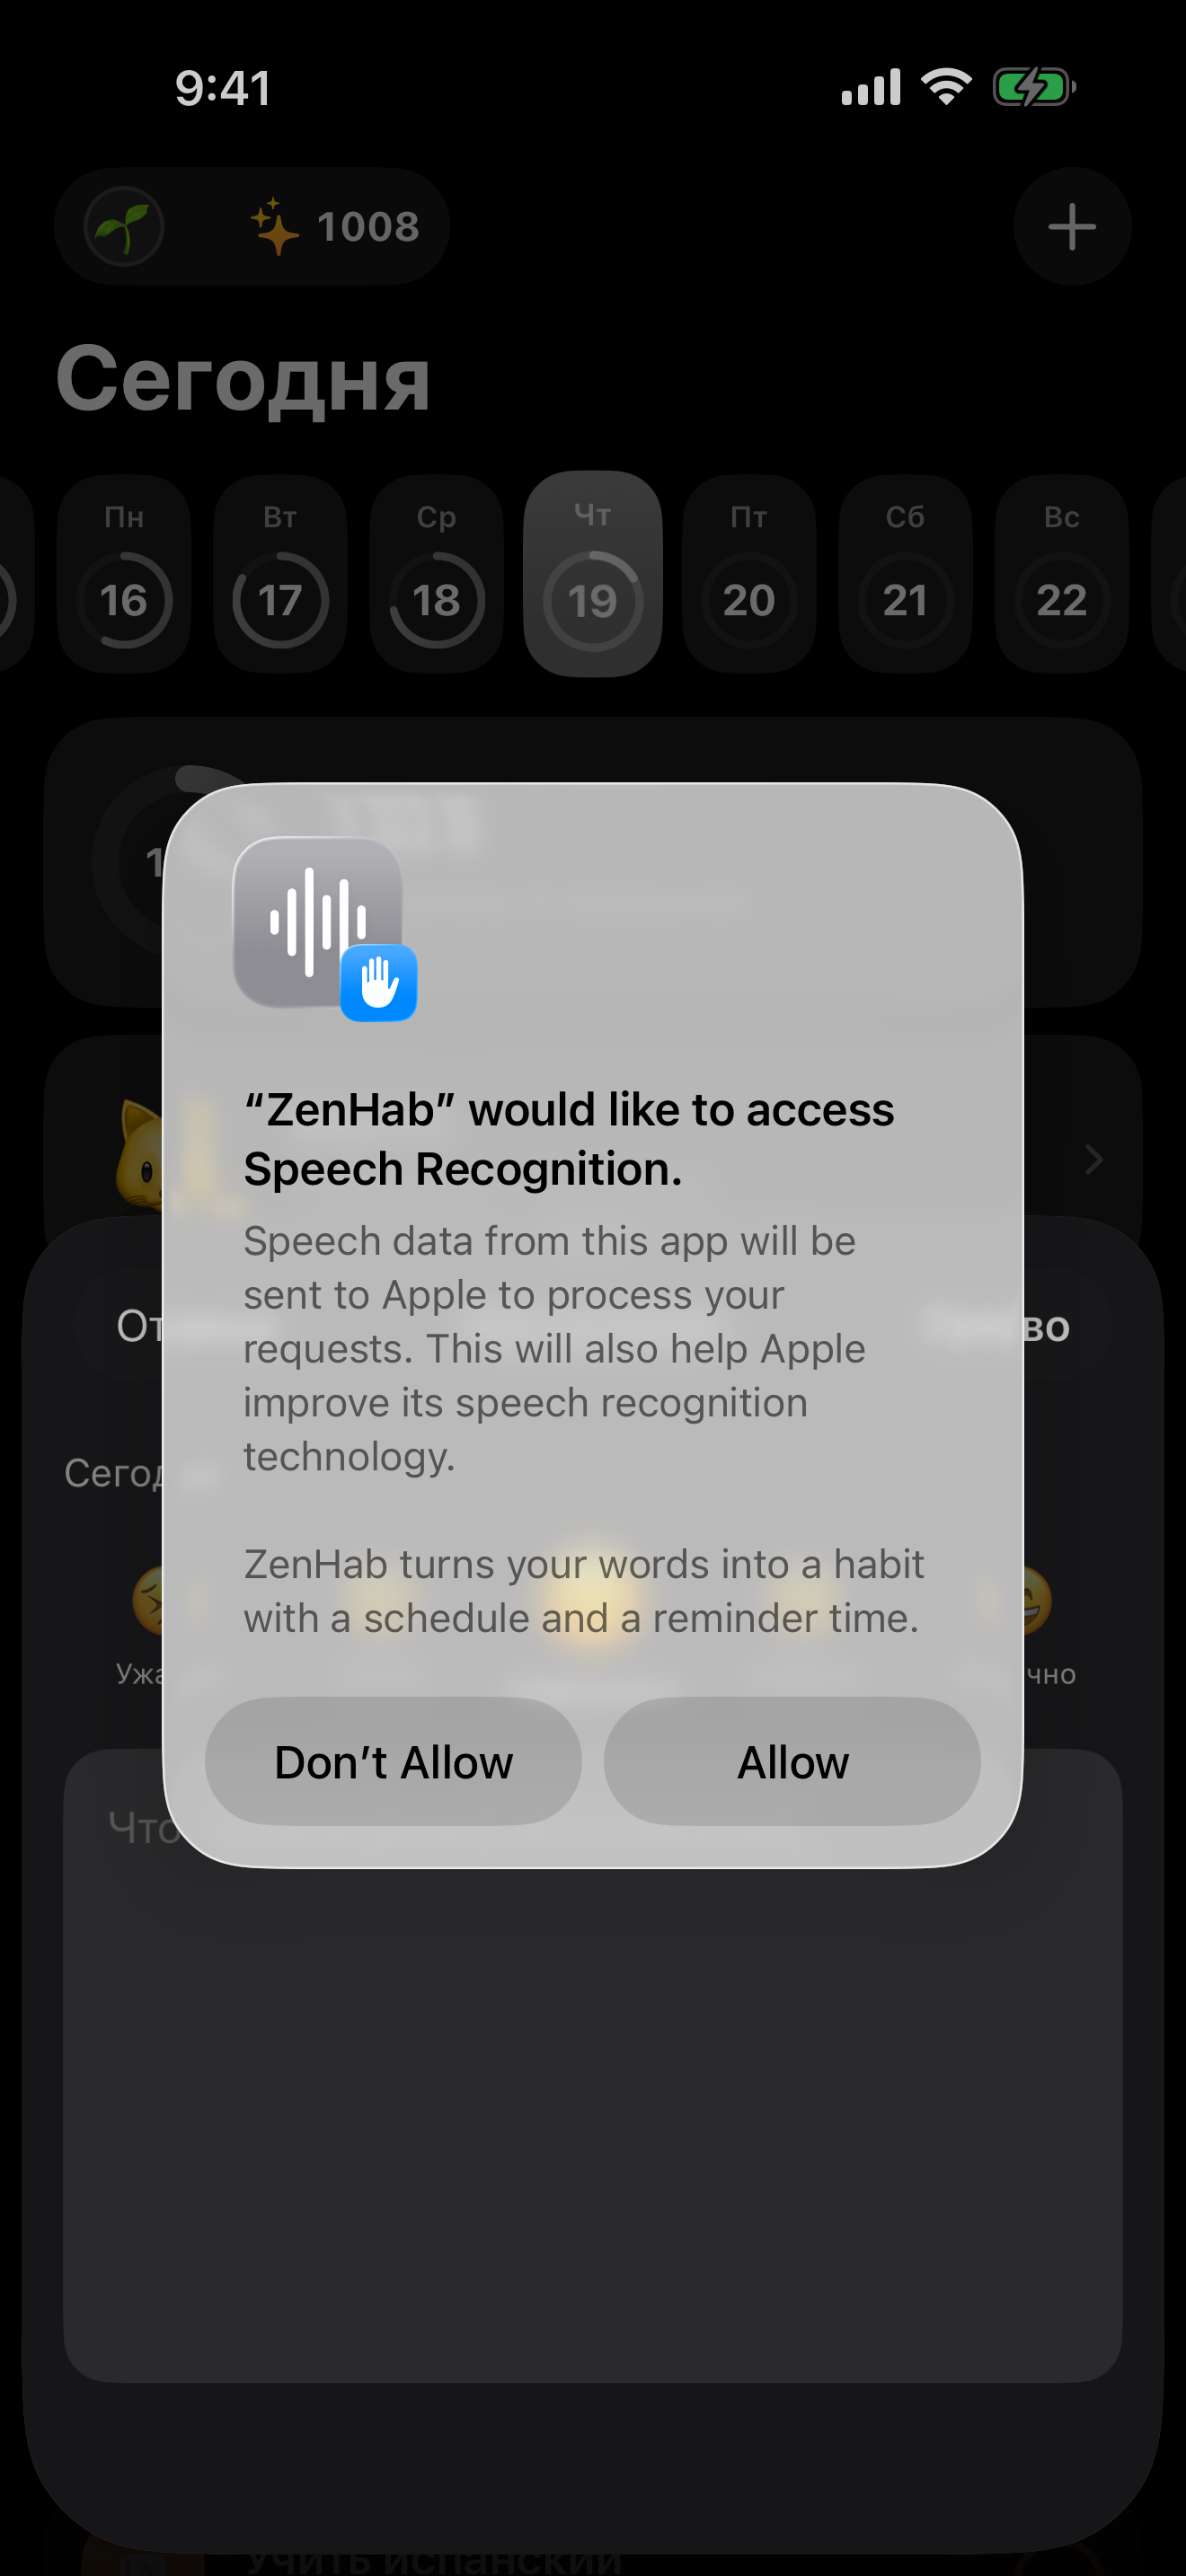 9:41
1008
Сегодня
Пн Вт Ср Чт Пт Сб Вс
16 17 18 19 20 21 22
“ZenHab” would like to access
Speech Recognition.
Speech data from this app will be
sent to Apple to process your
requests. This will also help Apple
improve its speech recognition
technology.
ZenHab turns your words into a habit
with a schedule and a reminder time.
Don’t Allow
Allow
Что
учить испанский